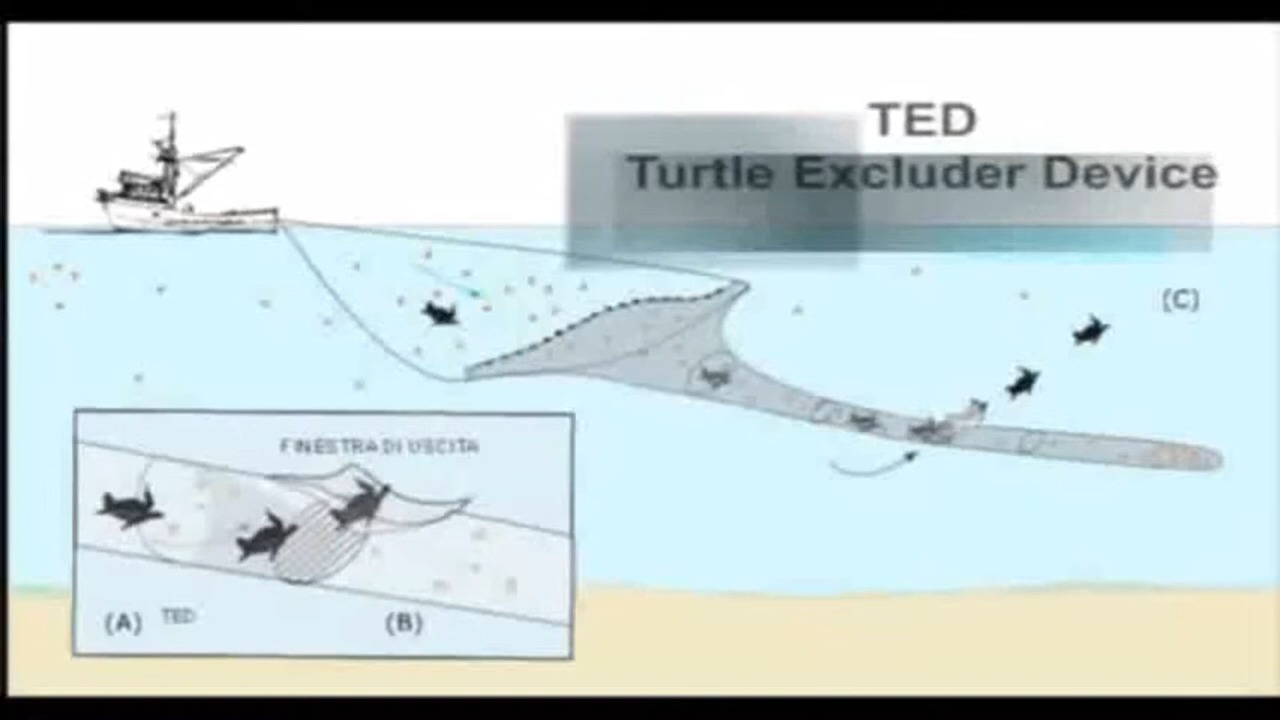 TED
Turtle Excluder Device
(C)
FINESTRA DI USCITA
(A) TED (B)